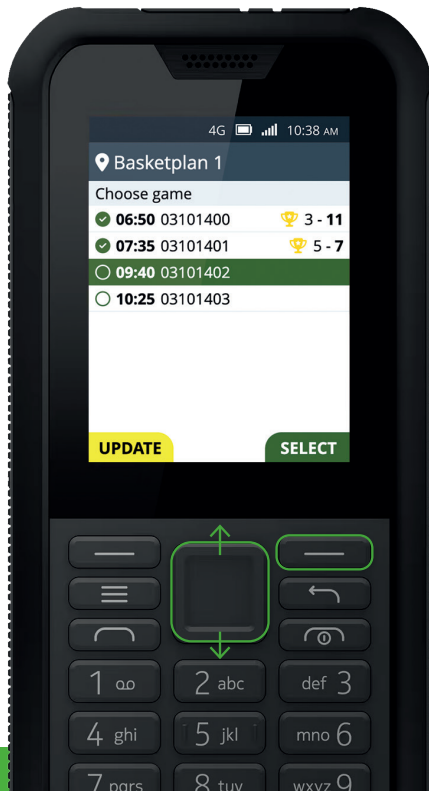 4G 10:38 AM
Basketplan 1
Choose game
06:50 03101400 3 - 11
07:35 03101401 5 - 7
09:40 03101402
10:25 03101403
UPDATE SELECT
1 2 abc def 3
4 ghi 5 jkl mno 6
7 pqrs 8 tuv wxyz 9